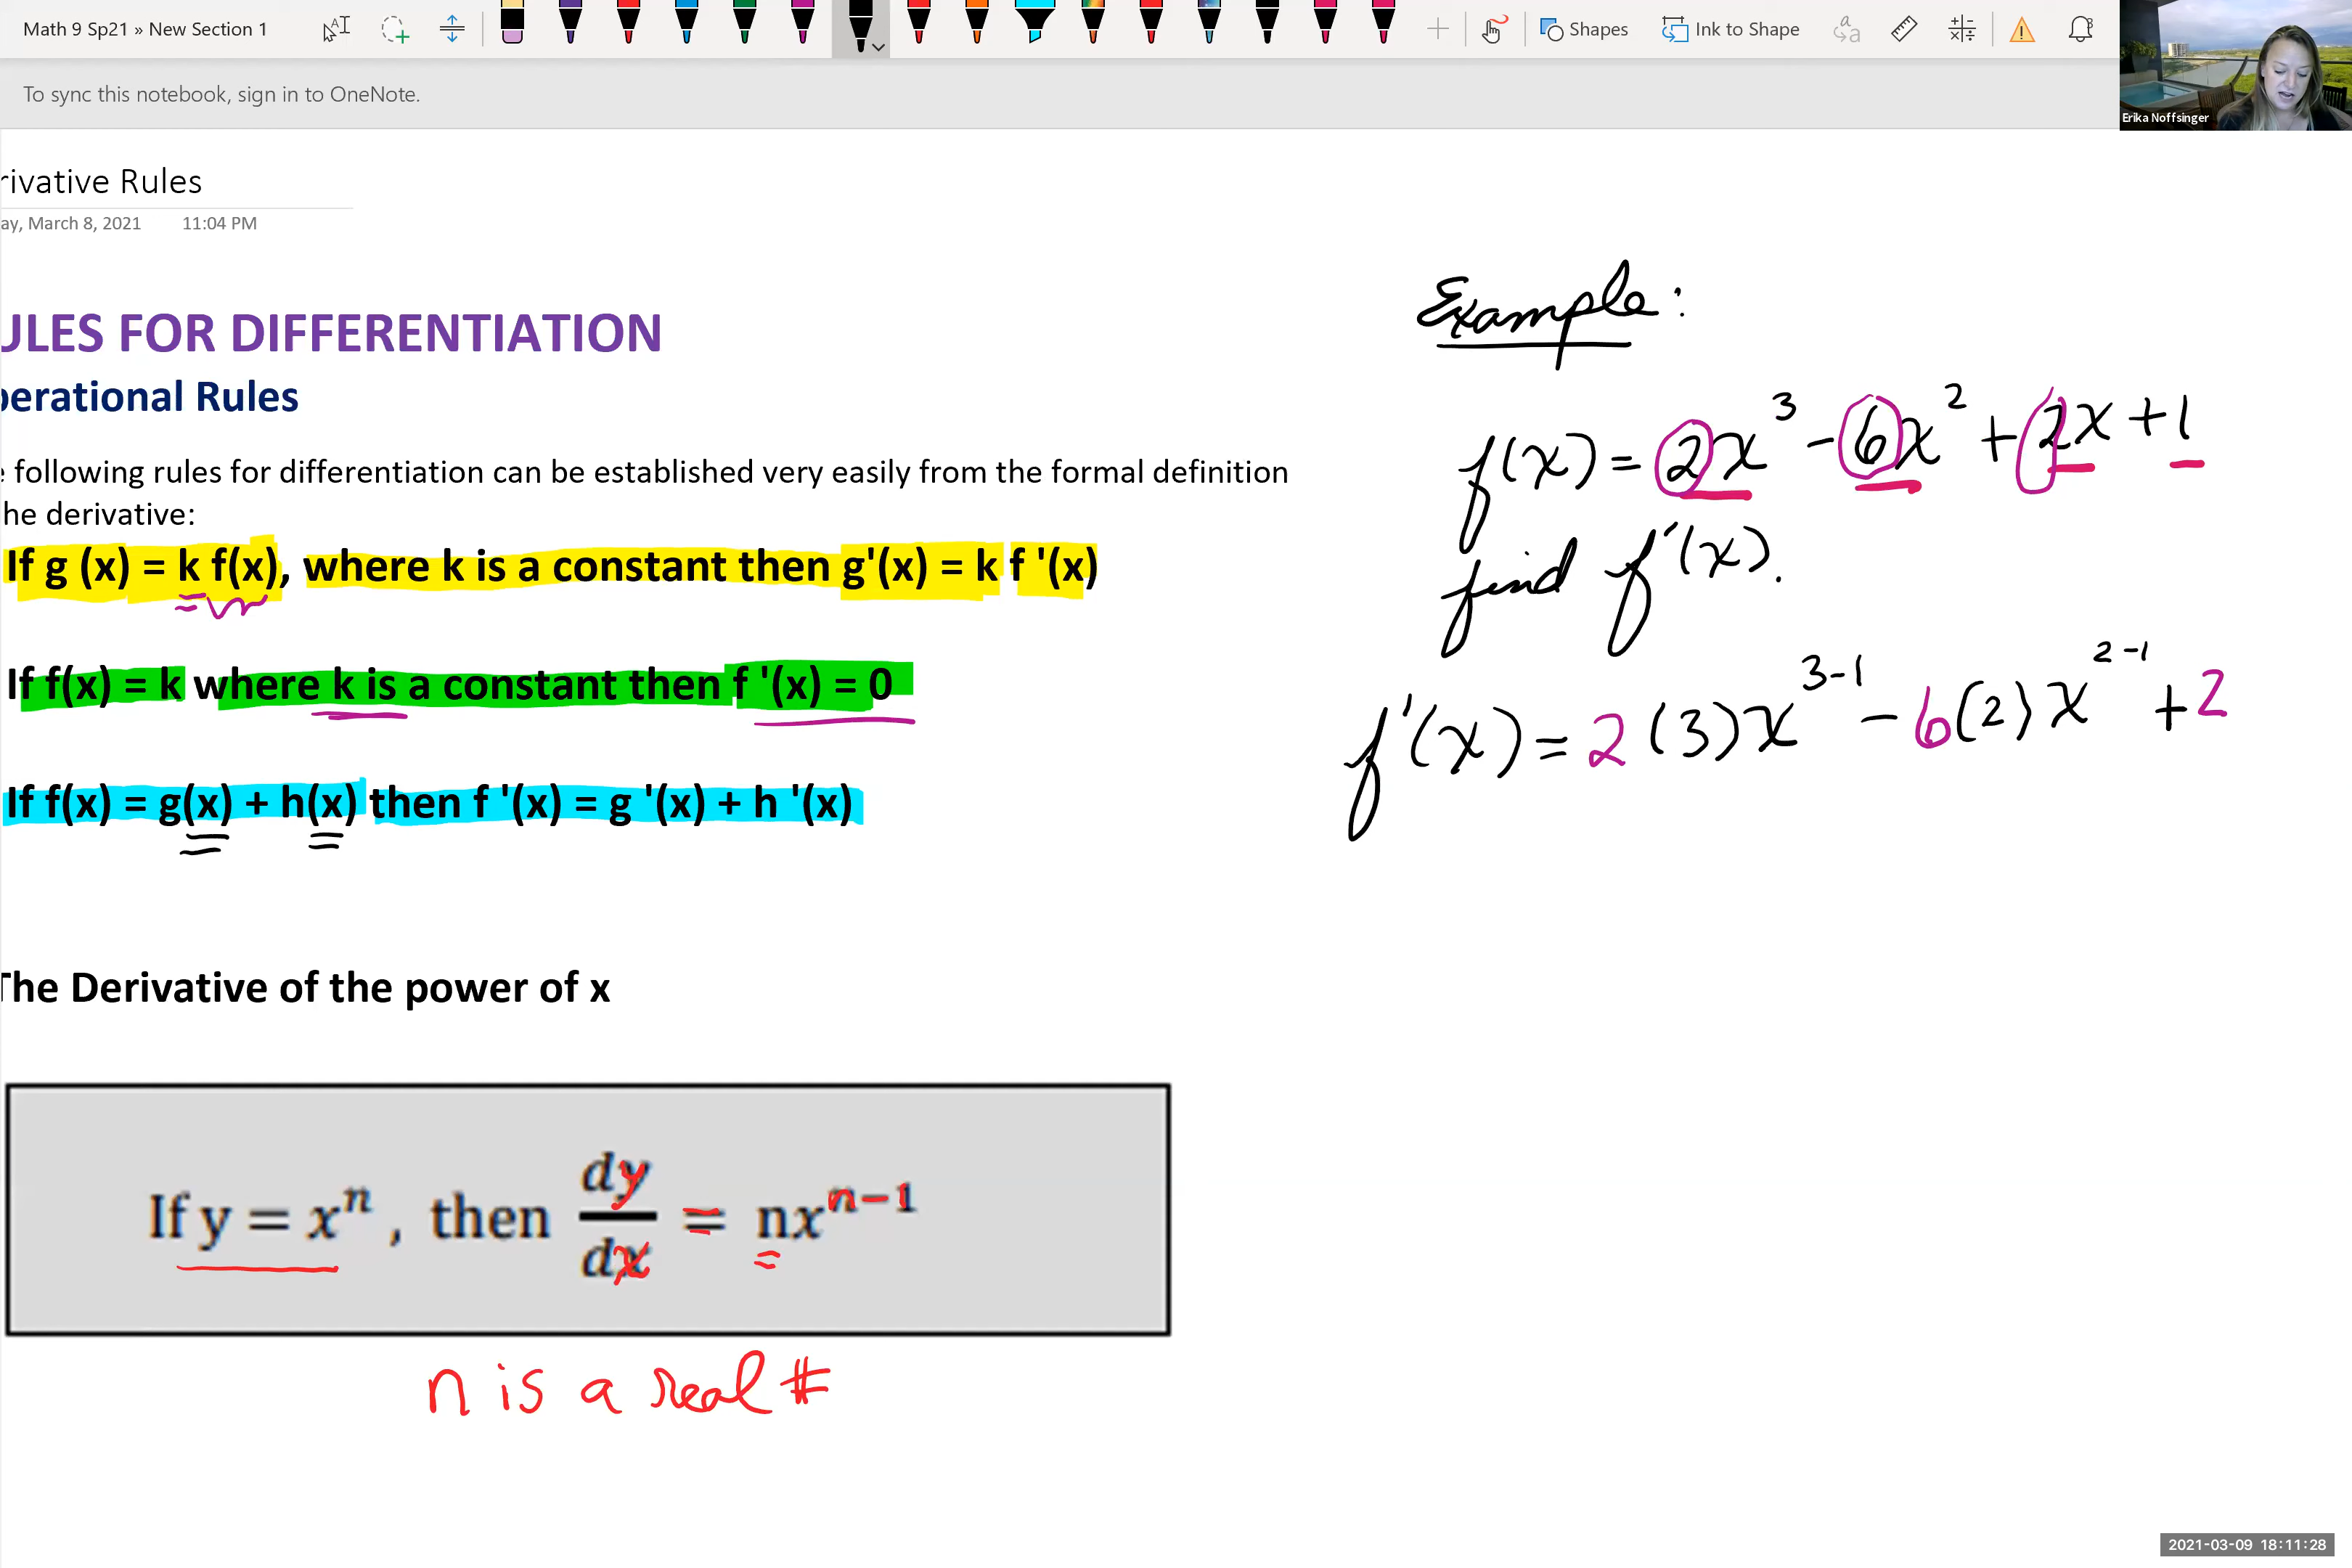 Math 9 Sp21 » New Section 1
Shapes
Ink to Shape
To sync this notebook, sign in to OneNote.
Erika Noffsinger
rivative Rules
ay, March 8, 2021 11:04 PM
ULES FOR DIFFERENTIATION
perational Rules
following rules for differentiation can be established very easily from the formal definition
he derivative:
If g (x) = k f(x), where k is a constant then g'(x) = k f '(x)
If f(x) = k where k is a constant then f '(x) = 0
If f(x) = g(x) + h(x) then f '(x) = g '(x) + h '(x)
The Derivative of the power of x
If y = xⁿ , then dy/dx = nxⁿ⁻¹
n is a real #
Example:
f(x) = 2x³ - 6x² + 2x + 1
find f'(x).
f'(x) = 2(3)x³⁻¹ - 6(2)x²⁻¹ + 2
2021-03-09 18:11:28